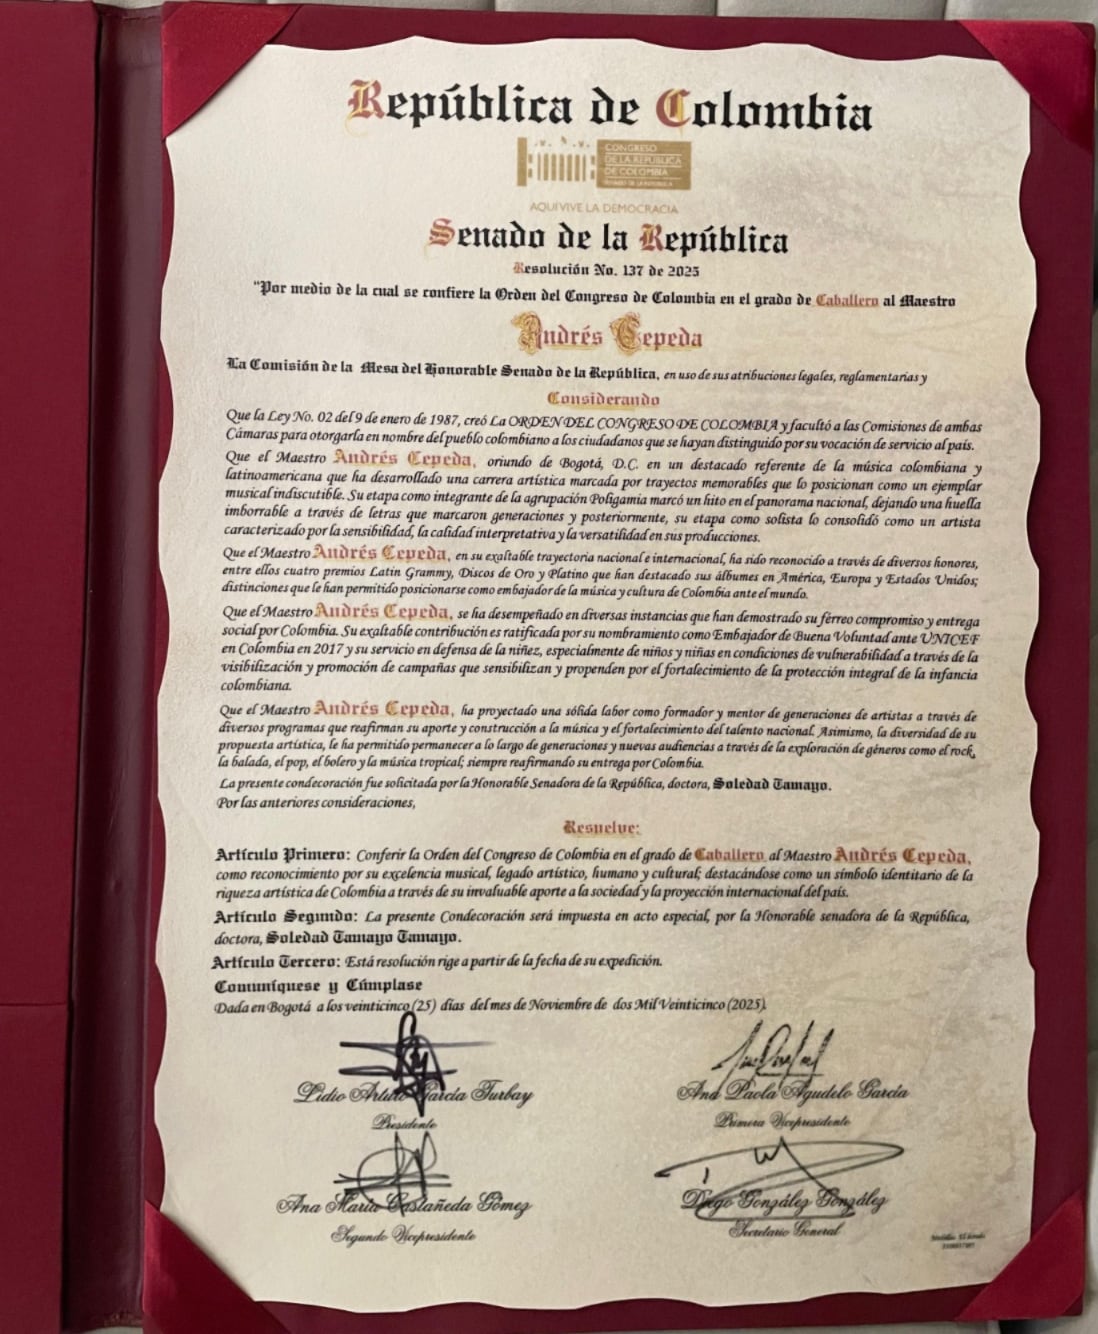 República de Colombia
CONGRESO
DE LA REPÚBLICA
DE COLOMBIA
SENADO DE LA REPÚBLICA
AQUÍ VIVE LA DEMOCRACIA
Senado de la República
Resolución No. 137 de 2025
"Por medio de la cual se confiere la Orden del Congreso de Colombia en el grado de Caballero al Maestro
Andrés Cepeda
La Comisión de la Mesa del Honorable Senado de la República, en uso de sus atribuciones legales, reglamentarias y
Considerando
Que la Ley No. 02 del 9 de enero de 1987, creó La ORDEN DEL CONGRESO DE COLOMBIA y facultó a las Comisiones de ambas
Cámaras para otorgarla en nombre del pueblo colombiano a los ciudadanos que se hayan distinguido por su vocación de servicio al país.
Que el Maestro Andrés Cepeda, oriundo de Bogotá, D.C. en un destacado referente de la música colombiana y
latinoamericana que ha desarrollado una carrera artística marcada por trayectos memorables que lo posicionan como un ejemplar
musical indiscutible. Su etapa como integrante de la agrupación Poligamia marcó un hito en el panorama nacional, dejando una huella
imborrable a través de letras que marcaron generaciones y posteriormente, su etapa como solista lo consolidó como un artista
caracterizado por la sensibilidad, la calidad interpretativa y la versatilidad en sus producciones.
Que el Maestro Andrés Cepeda, en su exaltable trayectoria nacional e internacional, ha sido reconocido a través de diversos honores,
entre ellos cuatro premios Latin Grammy, Discos de Oro y Platino que han destacado sus álbumes en América, Europa y Estados Unidos;
distinciones que le han permitido posicionarse como embajador de la música y cultura de Colombia ante el mundo.
Que el Maestro Andrés Cepeda, se ha desempeñado en diversas instancias que han demostrado su férreo compromiso y entrega
social por Colombia. Su exaltable contribución es ratificada por su nombramiento como Embajador de Buena Voluntad ante UNICEF
en Colombia en 2017 y su servicio en defensa de la niñez, especialmente de niños y niñas en condiciones de vulnerabilidad a través de la
visibilización y promoción de campañas que sensibilizan y propenden por el fortalecimiento de la protección integral de la infancia
colombiana.
Que el Maestro Andrés Cepeda, ha proyectado una sólida labor como formador y mentor de generaciones de artistas a través de
diversos programas que reafirman su aporte y construcción a la música y el fortalecimiento del talento nacional. Asimismo, la diversidad de su
propuesta artística, le ha permitido permanecer a lo largo de generaciones y nuevas audiencias a través de la exploración de géneros como el rock,
la balada, el pop, el bolero y la música tropical; siempre reafirmando su entrega por Colombia.
La presente condecoración fue solicitada por la Honorable Senadora de la República, doctora, Soledad Tamayo.
Por las anteriores consideraciones,
Resuelve:
Artículo Primero: Conferir la Orden del Congreso de Colombia en el grado de Caballero al Maestro Andrés Cepeda,
como reconocimiento por su excelencia musical, legado artístico, humano y cultural; destacándose como un símbolo identitario de la
riqueza artística de Colombia a través de su invaluable aporte a la sociedad y la proyección internacional del país.
Artículo Segundo: La presente Condecoración será impuesta en acto especial, por la Honorable senadora de la República,
doctora, Soledad Tamayo Tamayo.
Artículo Tercero: Está resolución rige a partir de la fecha de su expedición.
Comuníquese y Cúmplase
Dada en Bogotá a los veinticinco (25) días del mes de Noviembre de dos Mil Veinticinco (2025).
Lidio Arturo García Turbay
Ana Paola Agudelo García
Presidente
Primera Vicepresidente
Ana María Castañeda Gómez
Diego González González
Segundo Vicepresidente
Secretario General